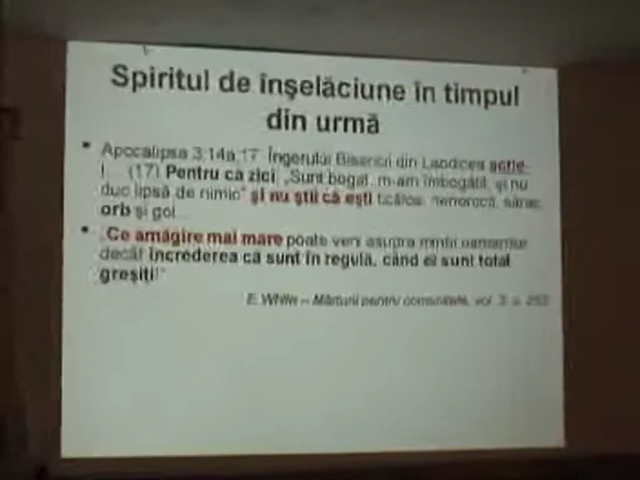 Spiritul de înşelăciune în timpul
din urmă
• Apocalipsa 3:14a,17 Îngerului Bisericii din Laodicea scrie-
i... (17) Pentru că zici: „Sunt bogat, m-am îmbogăţit, şi nu
duc lipsă de nimic" şi nu ştii că eşti ticălos, nenorocit, sărac,
orb şi gol...
• „Ce amăgire mai mare poate veni asupra minţii oamenilor
decât încrederea că sunt în regulă, când ei sunt total
greşiţi!"
E. White – Mărturii pentru comunitate, vol. 3, p.